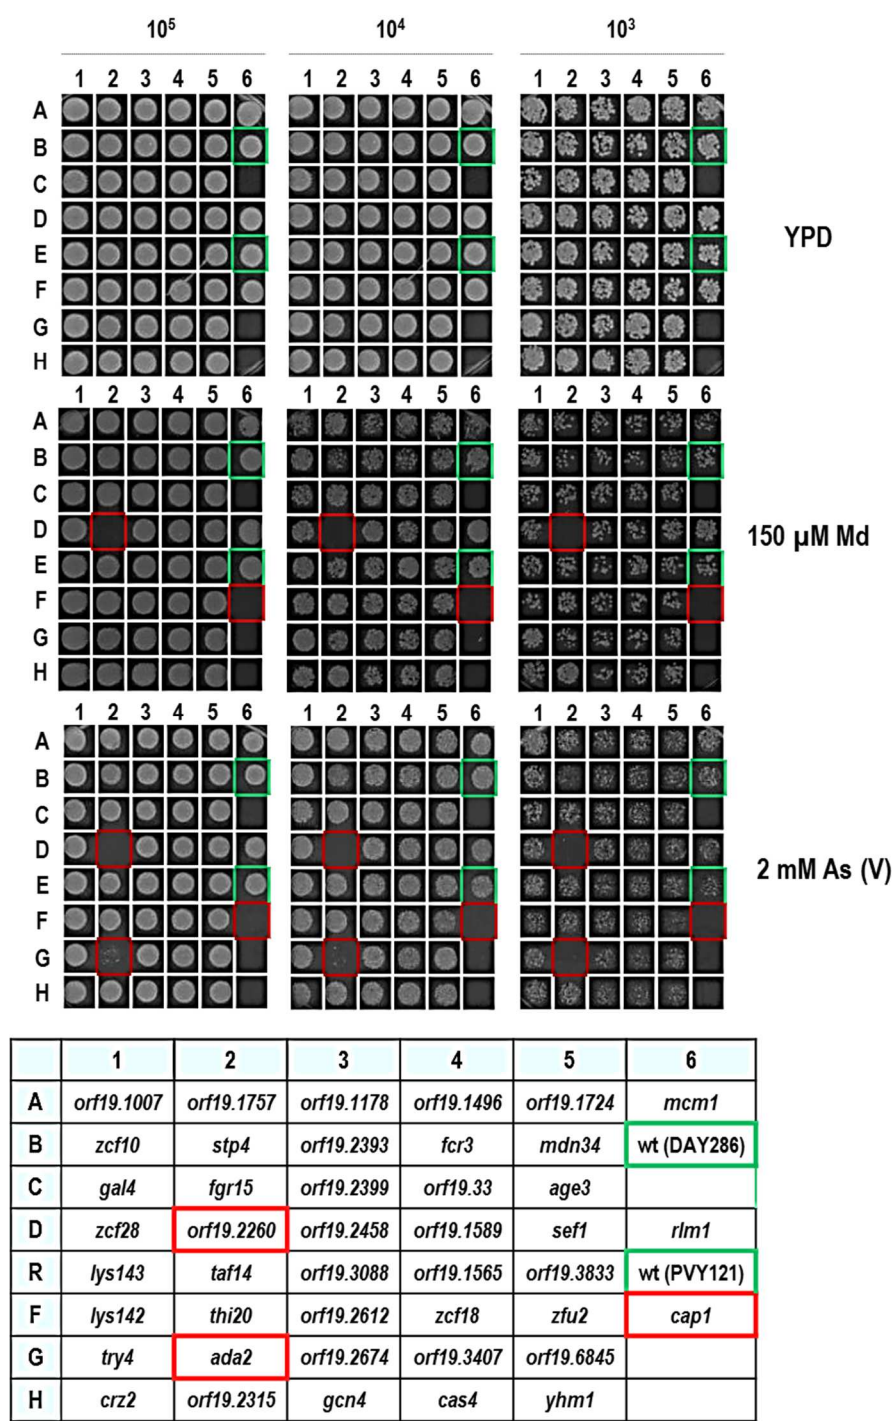 10⁵ 10⁴ 10³
1 2 3 4 5 6 1 2 3 4 5 6 1 2 3 4 5 6
A
B
C
D
E
F
G
H
YPD
1 2 3 4 5 6 1 2 3 4 5 6 1 2 3 4 5 6
A
B
C
D
E
F
G
H
150 µM Md
1 2 3 4 5 6 1 2 3 4 5 6 1 2 3 4 5 6
A
B
C
D
E
F
G
H
2 mM As (V)
1 2 3 4 5 6
A orf19.1007 orf19.1757 orf19.1178 orf19.1496 orf19.1724 mcm1
B zcf10 stp4 orf19.2393 fcr3 mdn34 wt (DAY286)
C gal4 fgr15 orf19.2399 orf19.33 age3
D zcf28 orf19.2260 orf19.2458 orf19.1589 sef1 rlm1
R lys143 taf14 orf19.3088 orf19.1565 orf19.3833 wt (PVY121)
F lys142 thi20 orf19.2612 zcf18 zfu2 cap1
G try4 ada2 orf19.2674 orf19.3407 orf19.6845
H crz2 orf19.2315 gcn4 cas4 yhm1